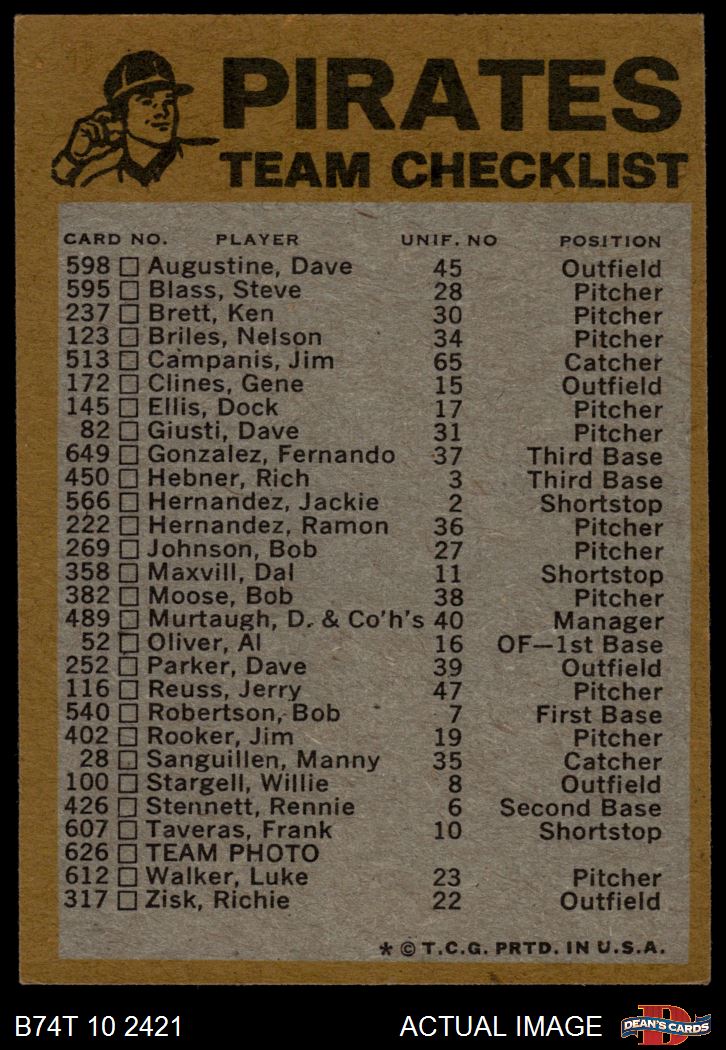 PIRATES
TEAM CHECKLIST
CARD NO. PLAYER UNIF. NO POSITION
598 Augustine, Dave 45 Outfield
595 Blass, Steve 28 Pitcher
237 Brett, Ken 30 Pitcher
123 Briles, Nelson 34 Pitcher
513 Campanis, Jim 65 Catcher
172 Clines, Gene 15 Outfield
145 Ellis, Dock 17 Pitcher
82 Giusti, Dave 31 Pitcher
649 Gonzalez, Fernando 37 Third Base
450 Hebner, Rich 3 Third Base
566 Hernandez, Jackie 2 Shortstop
222 Hernandez, Ramon 36 Pitcher
269 Johnson, Bob 27 Pitcher
358 Maxvill, Dal 11 Shortstop
382 Moose, Bob 38 Pitcher
489 Murtaugh, D. & Co'h's 40 Manager
52 Oliver, Al 16 OF—1st Base
252 Parker, Dave 39 Outfield
116 Reuss, Jerry 47 Pitcher
540 Robertson, Bob 7 First Base
402 Rooker, Jim 19 Pitcher
28 Sanguillen, Manny 35 Catcher
100 Stargell, Willie 8 Outfield
426 Stennett, Rennie 6 Second Base
607 Taveras, Frank 10 Shortstop
626 TEAM PHOTO
612 Walker, Luke 23 Pitcher
317 Zisk, Richie 22 Outfield
* © T.C.G. PRTD. IN U.S.A.
B74T 10 2421 ACTUAL IMAGE DEAN'S CARDS